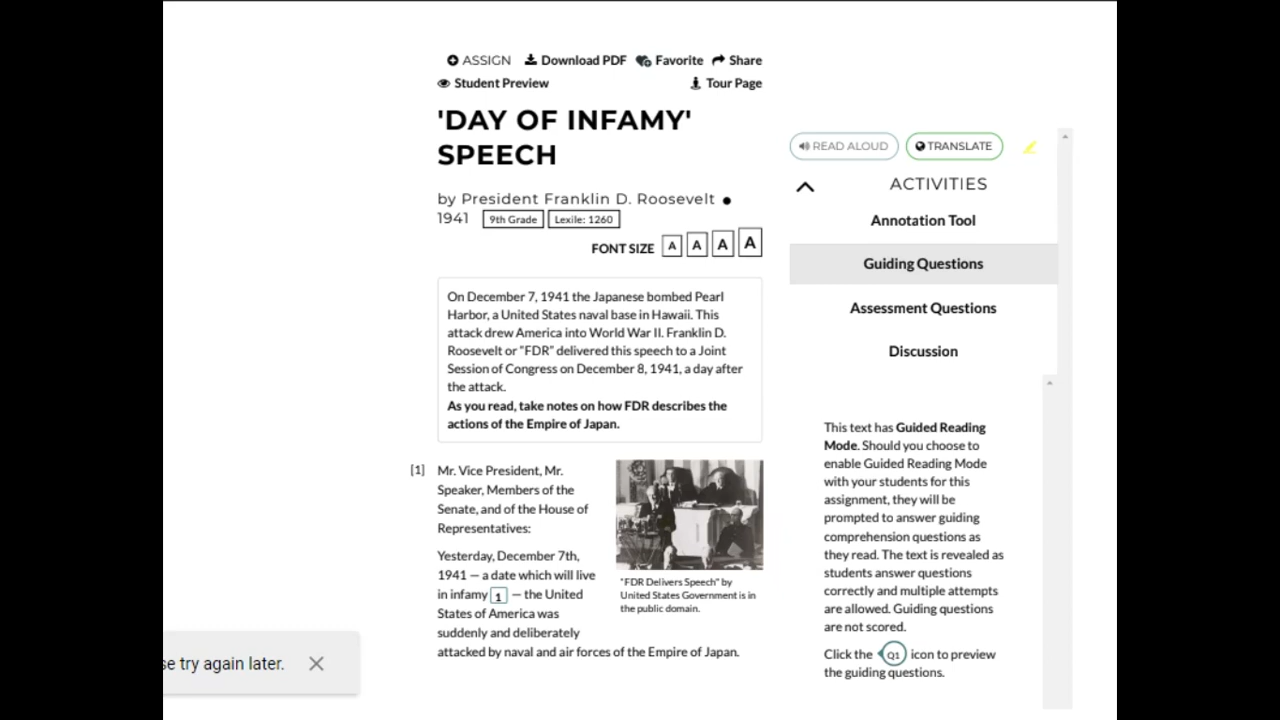 ASSIGN Download PDF Favorite Share
Student Preview Tour Page
'DAY OF INFAMY'
SPEECH
by President Franklin D. Roosevelt ●
1941 9th Grade Lexile: 1260
FONT SIZE A A A A
On December 7, 1941 the Japanese bombed Pearl
Harbor, a United States naval base in Hawaii. This
attack drew America into World War II. Franklin D.
Roosevelt or "FDR" delivered this speech to a Joint
Session of Congress on December 8, 1941, a day after
the attack.
As you read, take notes on how FDR describes the
actions of the Empire of Japan.
[1] Mr. Vice President, Mr.
Speaker, Members of the
Senate, and of the House of
Representatives:
Yesterday, December 7th,
1941 — a date which will live
in infamy 1 — the United
States of America was
suddenly and deliberately
attacked by naval and air forces of the Empire of Japan.
"FDR Delivers Speech" by
United States Government is in
the public domain.
READ ALOUD TRANSLATE
ACTIVITIES
Annotation Tool
Guiding Questions
Assessment Questions
Discussion
This text has Guided Reading
Mode. Should you choose to
enable Guided Reading Mode
with your students for this
assignment, they will be
prompted to answer guiding
comprehension questions as
they read. The text is revealed as
students answer questions
correctly and multiple attempts
are allowed. Guiding questions
are not scored.
Click the Q1 icon to preview
the guiding questions.
se try again later.